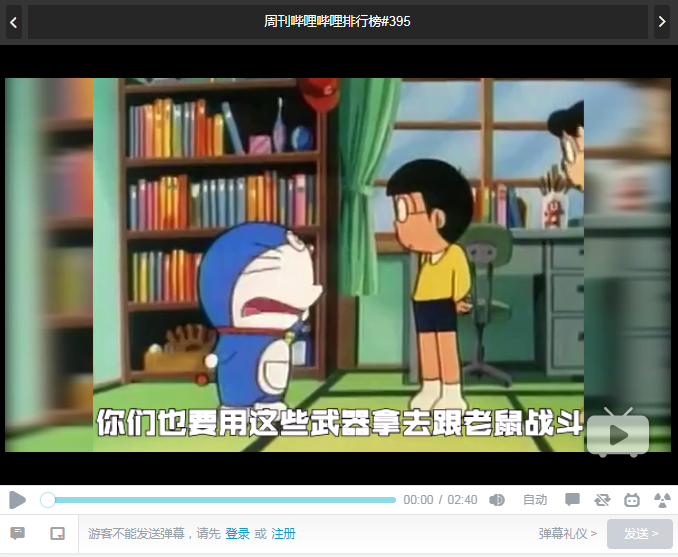 周刊哔哩哔哩排行榜#395
你们也要用这些武器拿去跟老鼠战斗
00:00 / 02:40 自动
游客不能发送弹幕，请先 登录 或 注册 弹幕礼仪 > 发送 >